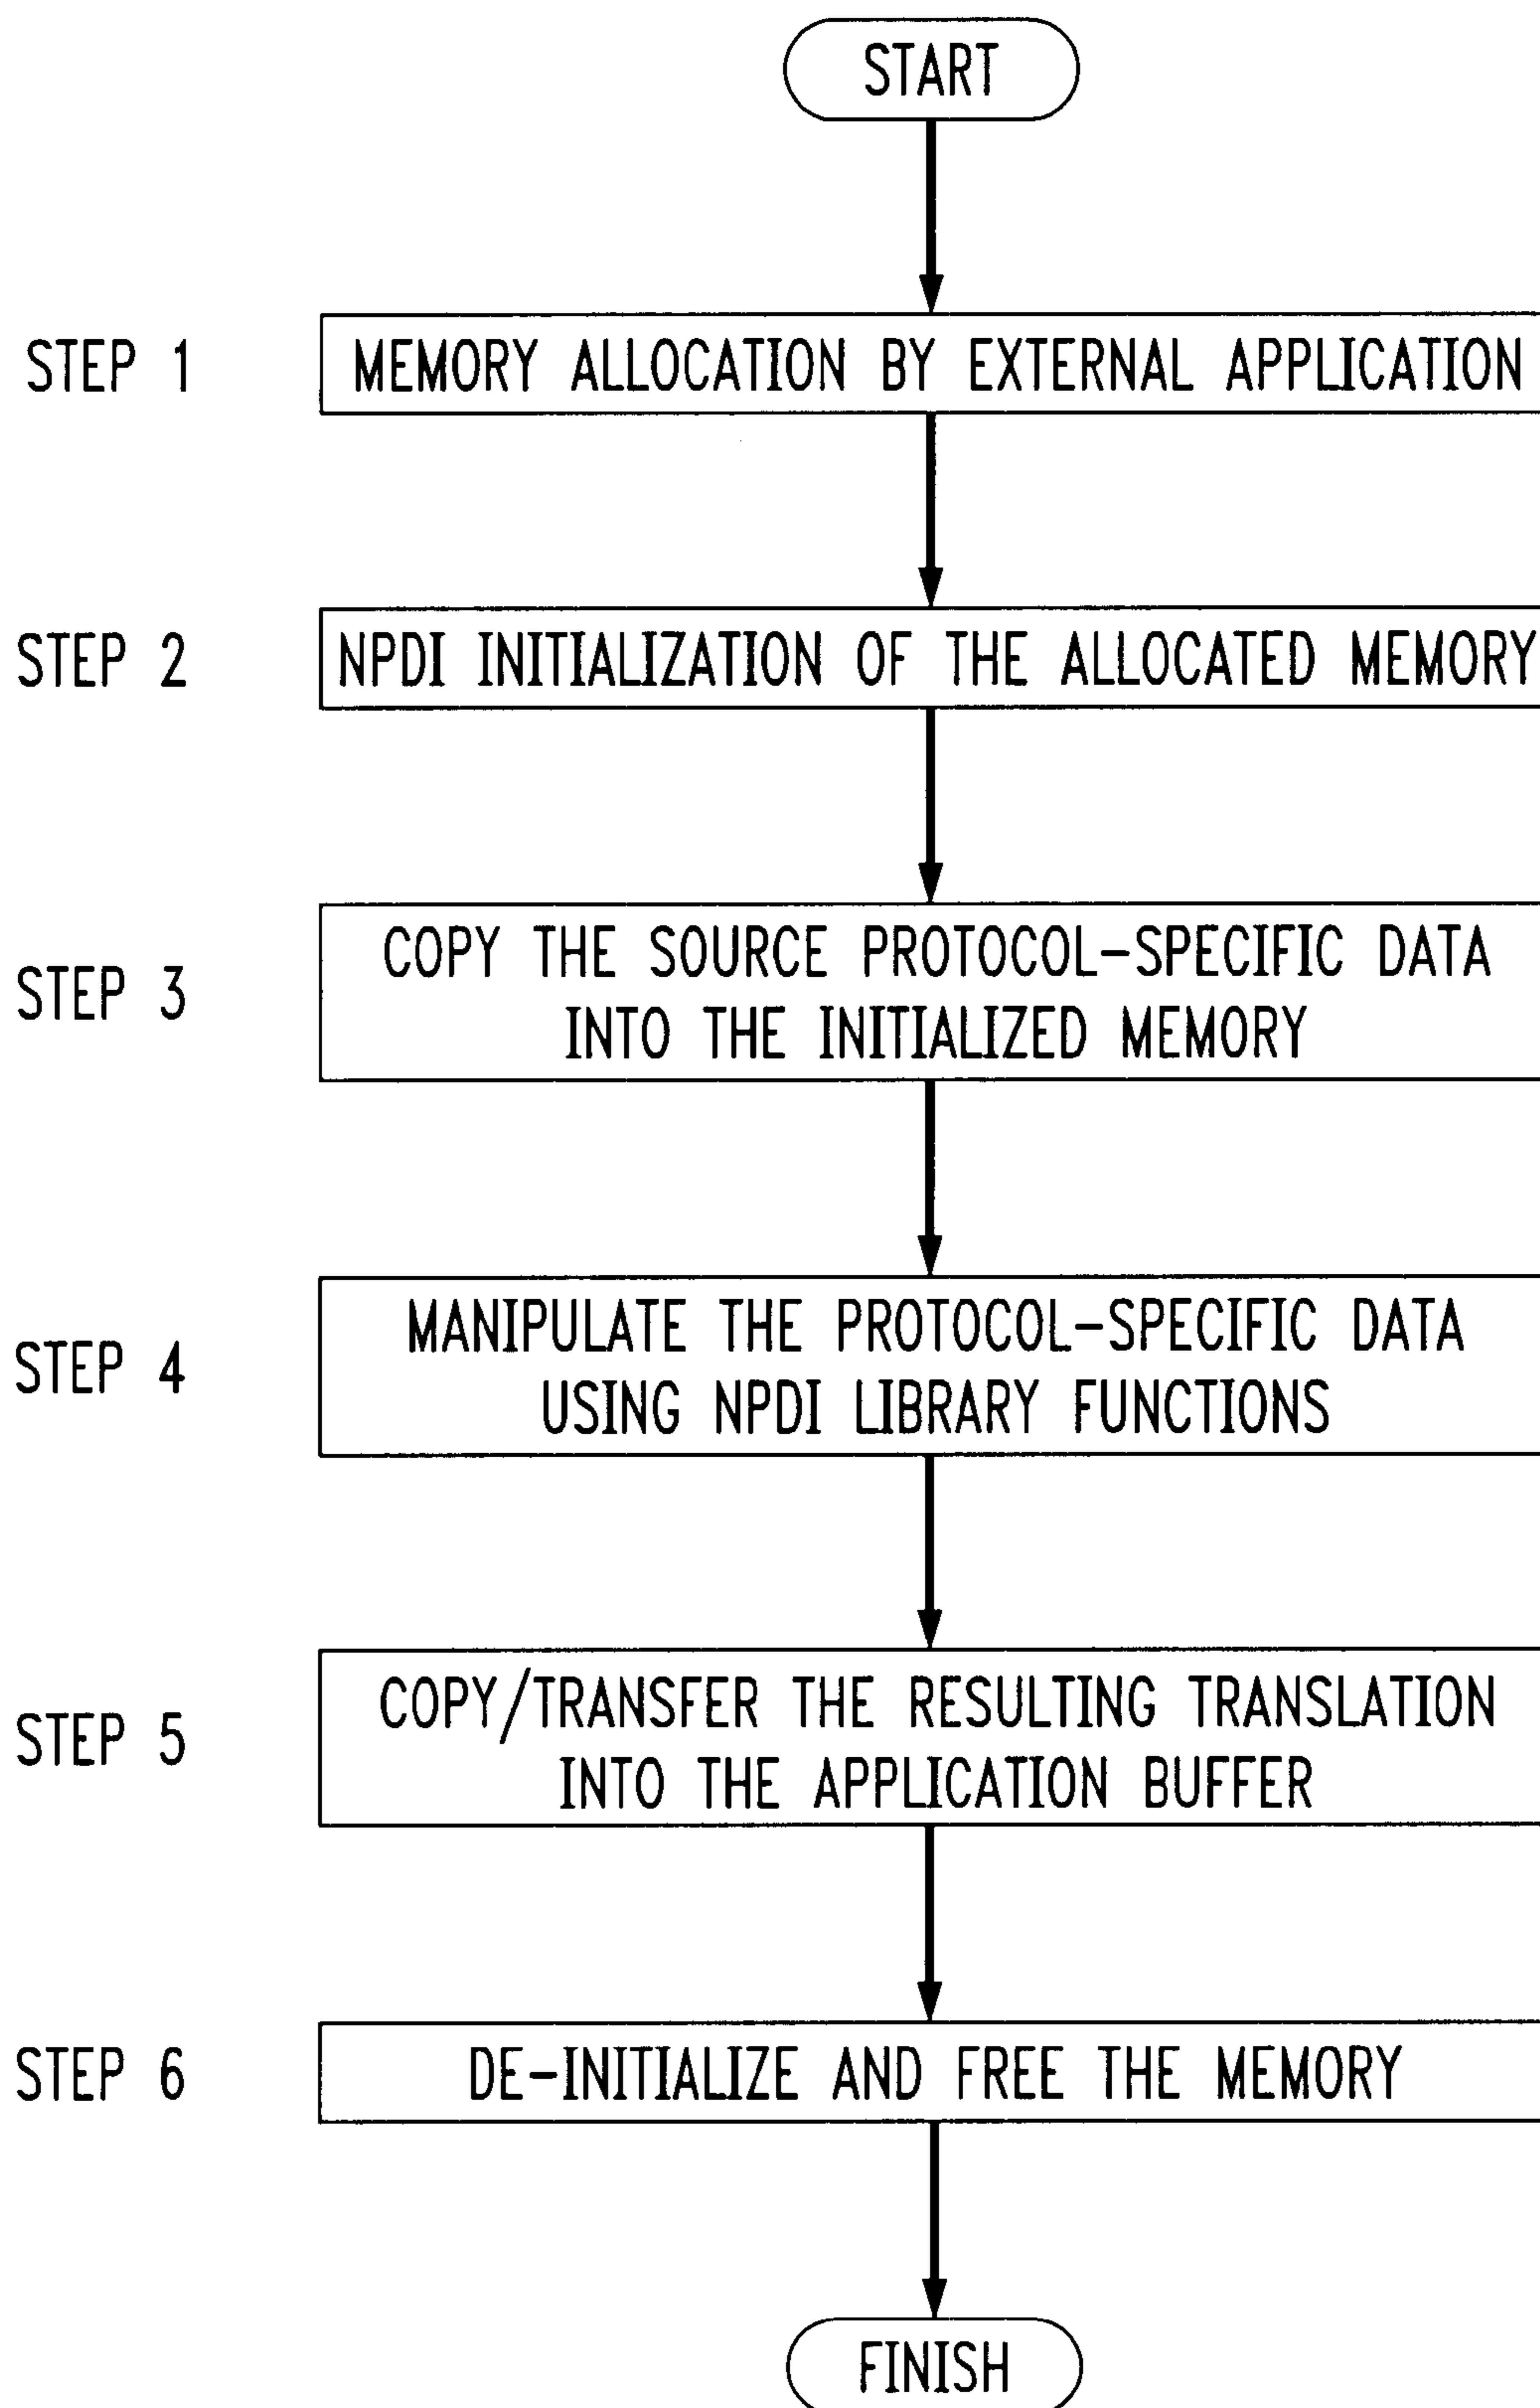 START
STEP 1
MEMORY ALLOCATION BY EXTERNAL APPLICATION
STEP 2
NPDI INITIALIZATION OF THE ALLOCATED MEMORY
STEP 3
COPY THE SOURCE PROTOCOL-SPECIFIC DATA
INTO THE INITIALIZED MEMORY
STEP 4
MANIPULATE THE PROTOCOL-SPECIFIC DATA
USING NPDI LIBRARY FUNCTIONS
STEP 5
COPY/TRANSFER THE RESULTING TRANSLATION
INTO THE APPLICATION BUFFER
STEP 6
DE-INITIALIZE AND FREE THE MEMORY
FINISH